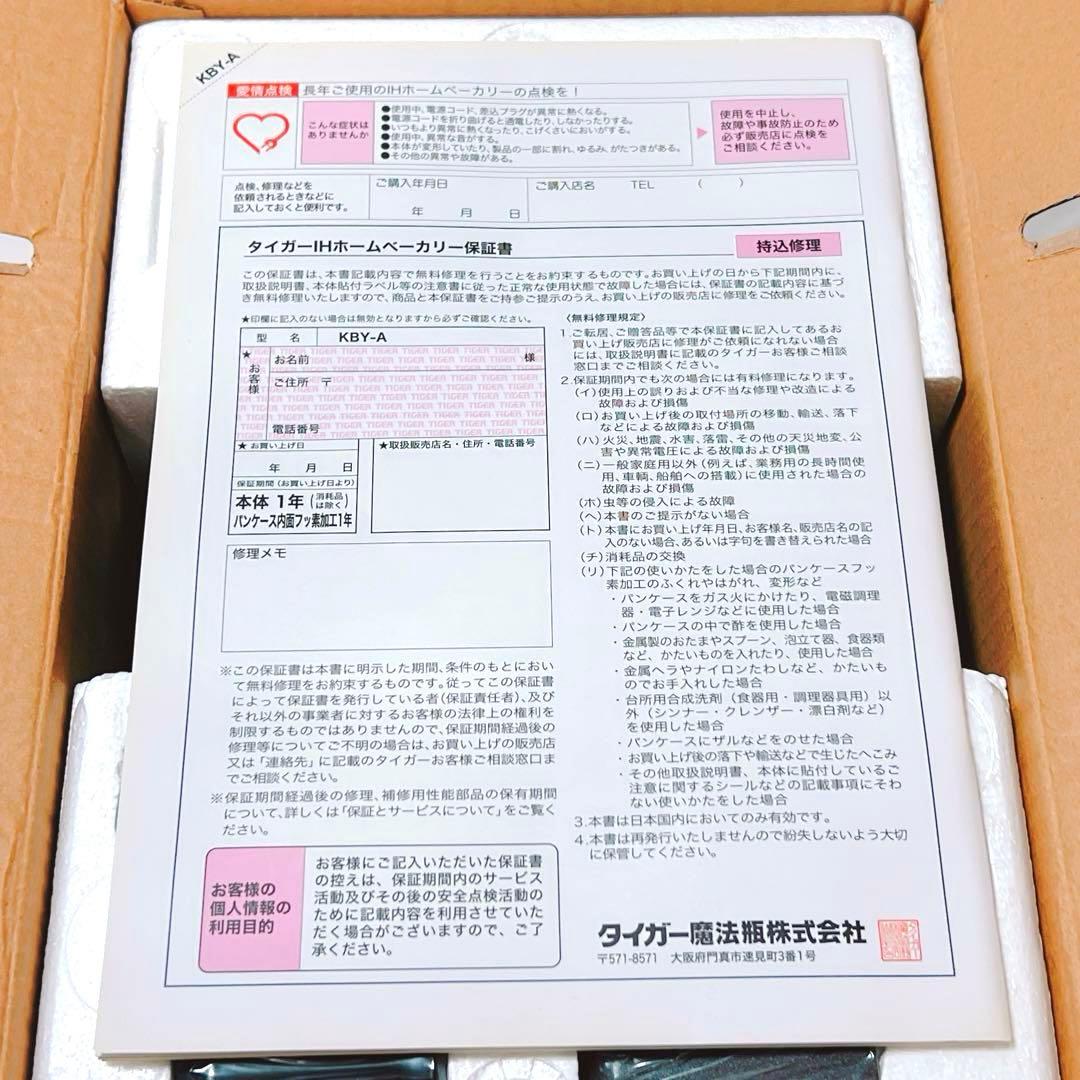 KBY-A
愛情点検 長年ご使用のIHホームベーカリーの点検を！
こんな症状は
ありませんか
●使用中、電源コード、差込プラグが異常に熱くなる。
●電源コードを折り曲げると通電したり、しなかったりする。
●いつもより異常に熱くなったり、こげくさいにおいがする。
●使用中、異常な音がする。
●本体が変形していたり、製品の一部に割れ、ゆるみ、がたつきがある。
●その他の異常や故障がある。
使用を中止し、
故障や事故防止のため
必ず販売店に点検を
ご相談ください。
点検、修理などを
依頼されるときなどに
記入しておくと便利です。
ご購入年月日
年 月 日
ご購入店名 TEL ( )
タイガーIHホームベーカリー保証書
持込修理
この保証書は、本書記載内容で無料修理を行うことをお約束するものです。お買い上げの日から下記期間内に、
取扱説明書、本体貼付ラベル等の注意書に従った正常な使用状態で故障した場合には、保証書の記載内容に基づ
き無料修理いたしますので、商品と本保証書をご持参ご提示のうえ、お買い上げの販売店に修理をご依頼ください。
★印欄に記入のない場合は無効となりますから必ずご確認ください。
型名 KBY-A
★お客様
お名前 様
ご住所 〒
電話番号
★お買い上げ日
年 月 日
保証期間（お買い上げ日より）
本体 1年（消耗品は除く）
パンケース内面フッ素加工1年
★取扱販売店名・住所・電話番号
修理メモ
※この保証書は本書に明示した期間、条件のもとにおい
て無料修理をお約束するものです。従ってこの保証書
によって保証書を発行している者（保証責任者）、及び
それ以外の事業者に対するお客様の法律上の権利を
制限するものではありませんので、保証期間経過後の
修理等についてご不明の場合は、お買い上げの販売店
又は「連絡先」に記載のタイガーお客様ご相談窓口ま
でご相談ください。
※保証期間経過後の修理、補修用性能部品の保有期間
について、詳しくは「保証とサービスについて」をご覧く
ださい。
お客様の
個人情報の
利用目的
お客様にご記入いただいた保証書
の控えは、保証期間内のサービス
活動及びその後の安全点検活動の
ために記載内容を利用させていた
だく場合がございますので、ご了
承ください。
〈無料修理規定〉
1.ご転居、ご贈答品等で本保証書に記入してあるお
買い上げ販売店に修理がご依頼になれない場合
には、取扱説明書に記載のタイガーお客様ご相談
窓口までご相談ください。
2.保証期間内でも次の場合には有料修理になります。
（イ）使用上の誤りおよび不当な修理や改造による
故障および損傷
（ロ）お買い上げ後の取付場所の移動、輸送、落下
などによる故障および損傷
（ハ）火災、地震、水害、落雷、その他の天災地変、公
害や異常電圧による故障および損傷
（ニ）一般家庭用以外（例えば、業務用の長時間使
用、車輌、船舶への搭載）に使用された場合の
故障および損傷
（ホ）虫等の侵入による故障
（ヘ）本書のご提示がない場合
（ト）本書にお買い上げ年月日、お客様名、販売店名の記
入のない場合、あるいは字句を書き替えられた場合
（チ）消耗品の交換
（リ）下記の使いかたをした場合のパンケースフッ
素加工のふくれやはがれ、変形など
・パンケースをガス火にかけたり、電磁調理
器・電子レンジなどに使用した場合
・パンケースの中で酢を使用した場合
・金属製のおたまやスプーン、泡立て器、食器類
など、かたいものを入れたり、使用した場合
・金属ヘラやナイロンたわしなど、かたいも
のでお手入れした場合
・台所用合成洗剤（食器用・調理器具用）以
外（シンナー・クレンザー・漂白剤など）
を使用した場合
・パンケースにザルなどをのせた場合
・お買い上げ後の落下や輸送などで生じたへこみ
・その他取扱説明書、本体に貼付しているご
注意に関するシールなどの記載事項にそわ
ない使いかたをした場合
3.本書は日本国内においてのみ有効です。
4.本書は再発行いたしませんので紛失しないよう大切
に保管してください。
タイガー魔法瓶株式会社
〒571-8571 大阪府門真市速見町3番1号